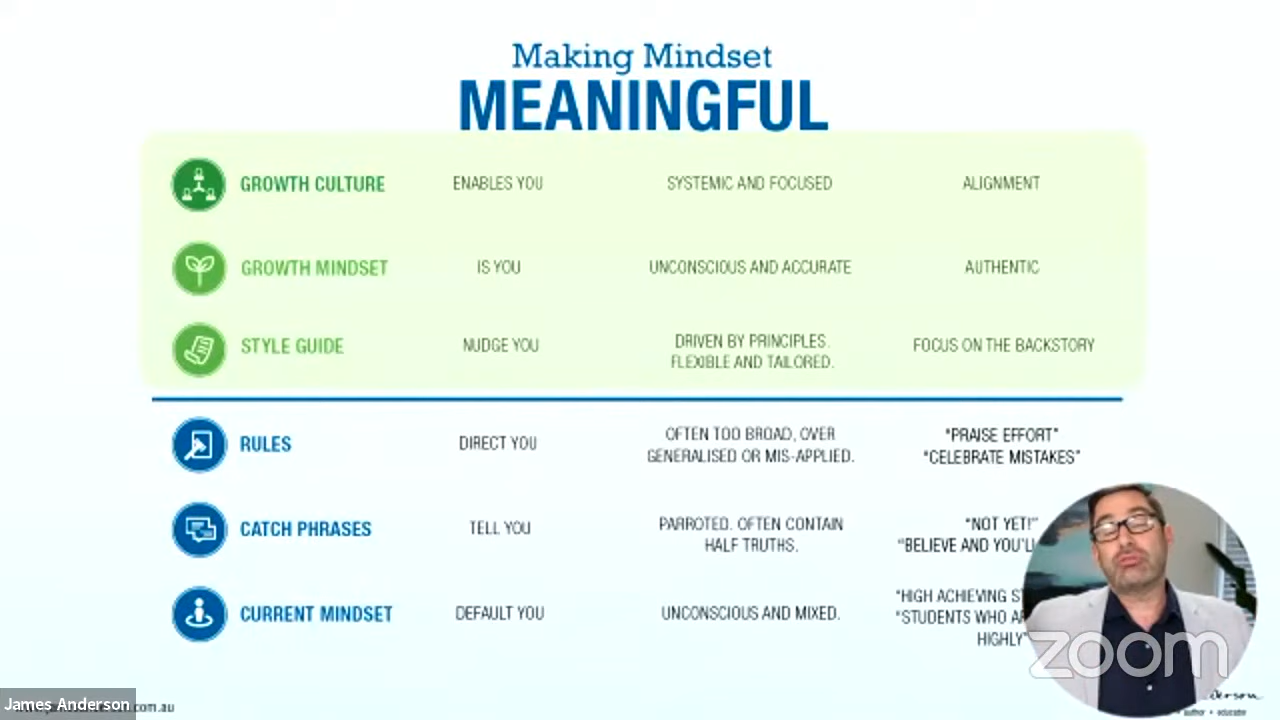 Making Mindset
MEANINGFUL
GROWTH CULTURE ENABLES YOU SYSTEMIC AND FOCUSED ALIGNMENT
GROWTH MINDSET IS YOU UNCONSCIOUS AND ACCURATE AUTHENTIC
STYLE GUIDE NUDGE YOU DRIVEN BY PRINCIPLES. FOCUS ON THE BACKSTORY
FLEXIBLE AND TAILORED.
RULES DIRECT YOU OFTEN TOO BROAD, OVER "PRAISE EFFORT"
GENERALISED OR MIS-APPLIED. "CELEBRATE MISTAKES"
CATCH PHRASES TELL YOU PARROTED. OFTEN CONTAIN "NOT YET!"
HALF TRUTHS. "BELIEVE AND YOU'LL
CURRENT MINDSET DEFAULT YOU UNCONSCIOUS AND MIXED. "HIGH ACHIEVING
"STUDENTS WHO
HIGHLY"
zoom
James Anderson
.com.au
author • educator